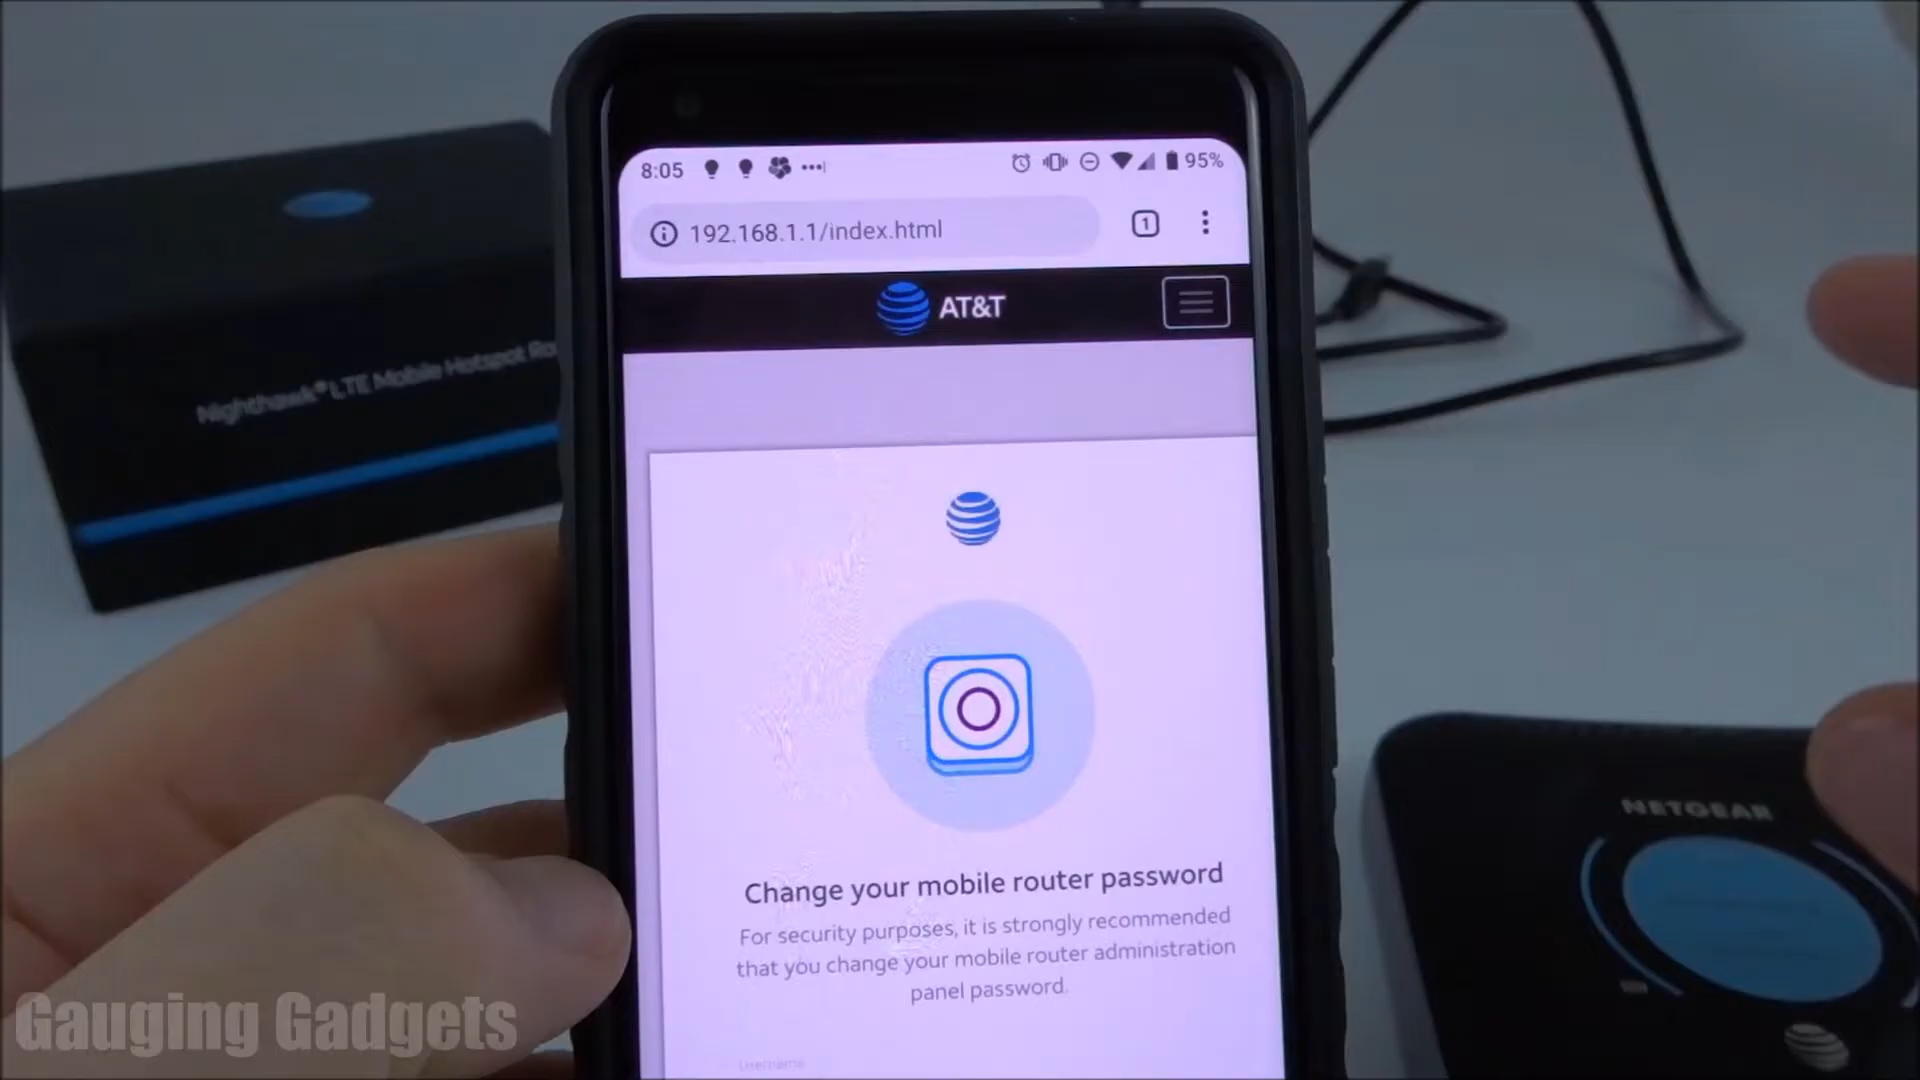 8:05
95%
192.168.1.1/index.html
1
AT&T
Nighthawk® LTE Mobile Hotspot
Change your mobile router password
For security purposes, it is strongly recommended
that you change your mobile router administration
panel password.
Username
NETGEAR
Gauging Gadgets